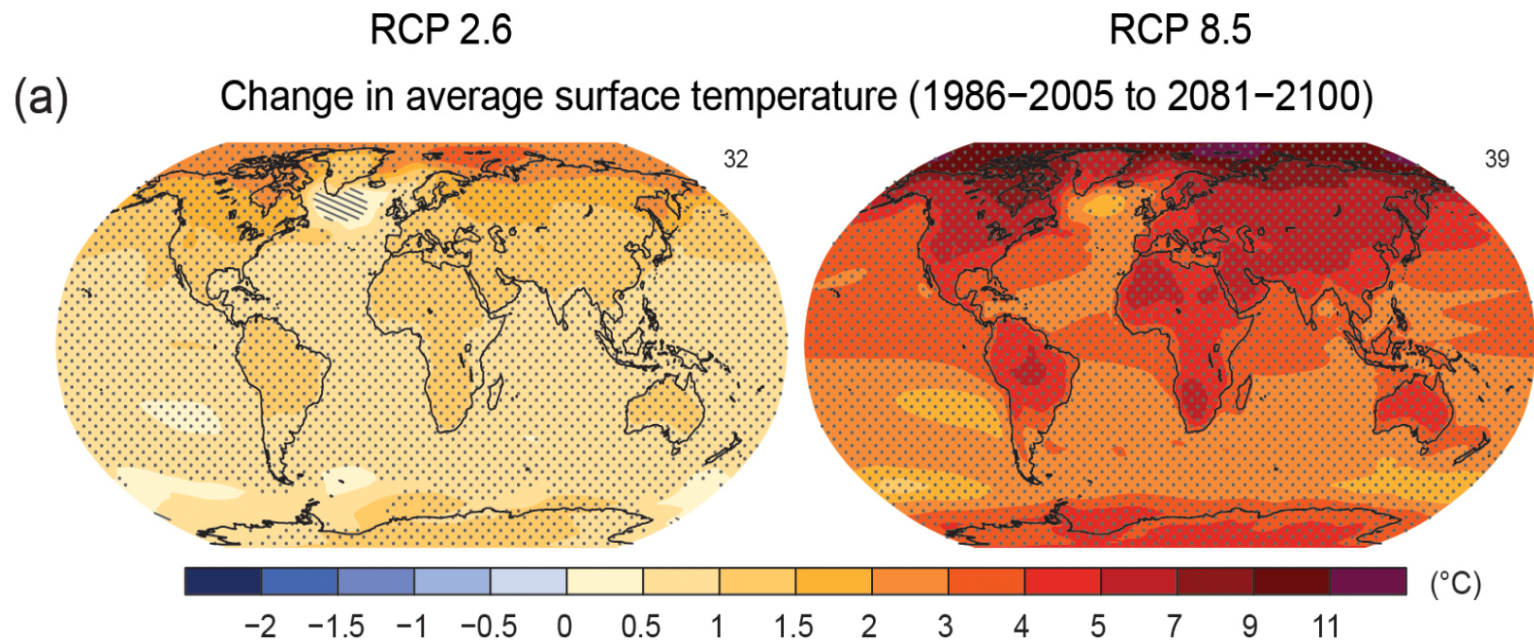 RCP 2.6 RCP 8.5
(a) Change in average surface temperature (1986−2005 to 2081−2100)
32 39
−2 −1.5 −1 −0.5 0 0.5 1 1.5 2 3 4 5 7 9 11 (°C)